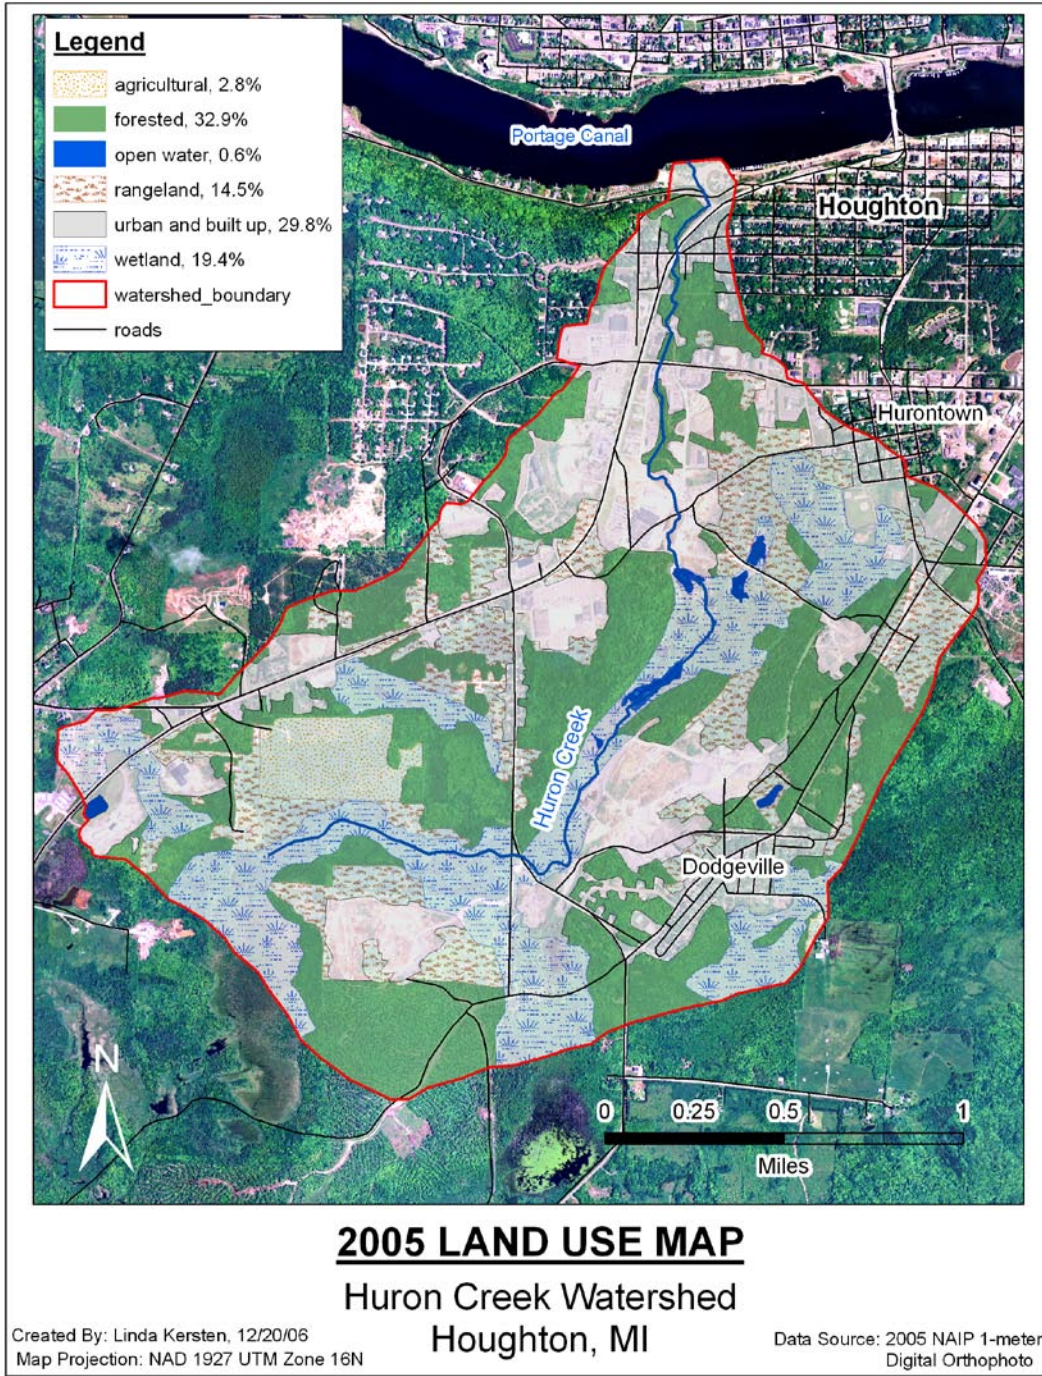 Legend
agricultural, 2.8%
forested, 32.9%
open water, 0.6%
rangeland, 14.5%
urban and built up, 29.8%
wetland, 19.4%
watershed_boundary
roads
Portage Canal
Houghton
Hurontown
Huron Creek
Dodgeville
N
0 0.25 0.5 1
Miles
2005 LAND USE MAP
Huron Creek Watershed
Houghton, MI
Created By: Linda Kersten, 12/20/06
Map Projection: NAD 1927 UTM Zone 16N
Data Source: 2005 NAIP 1-meter
Digital Orthophoto